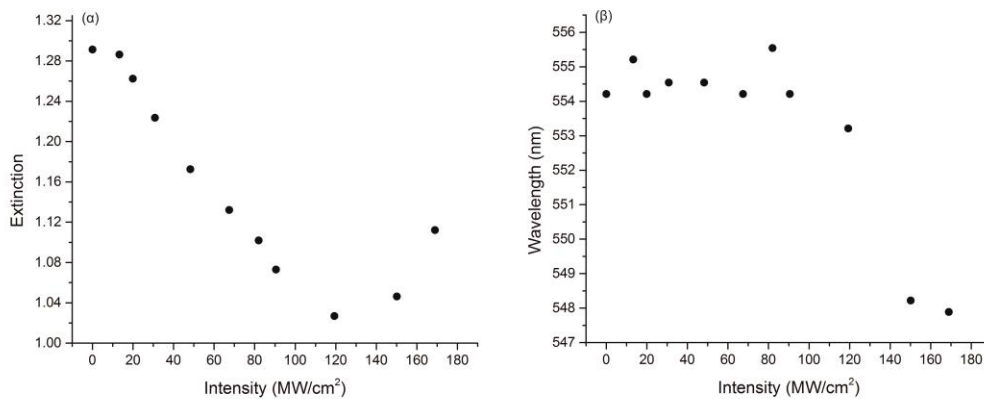 (α)
1.32
1.28
1.24
1.20
1.16
1.12
1.08
1.04
1.00
Extinction
0 20 40 60 80 100 120 140 160 180
Intensity (MW/cm²)
(β)
556
555
554
553
552
551
550
549
548
547
Wavelength (nm)
0 20 40 60 80 100 120 140 160 180
Intensity (MW/cm²)